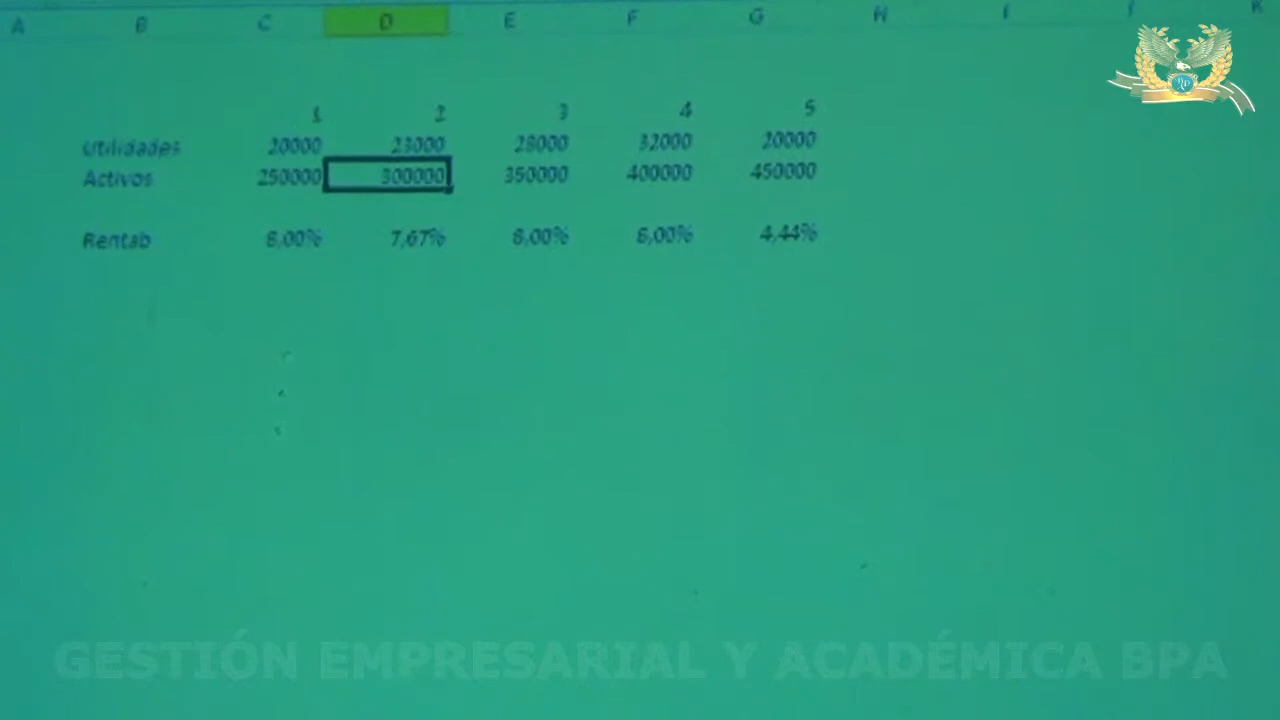 A B C D E F G H I J K
1 2 3 4 5
Utilidades 20000 23000 28000 32000 20000
Activos 250000 300000 350000 400000 450000
Rentab 8,00% 7,67% 8,00% 8,00% 4,44%
GESTIÓN EMPRESARIAL Y ACADÉMICA BPA